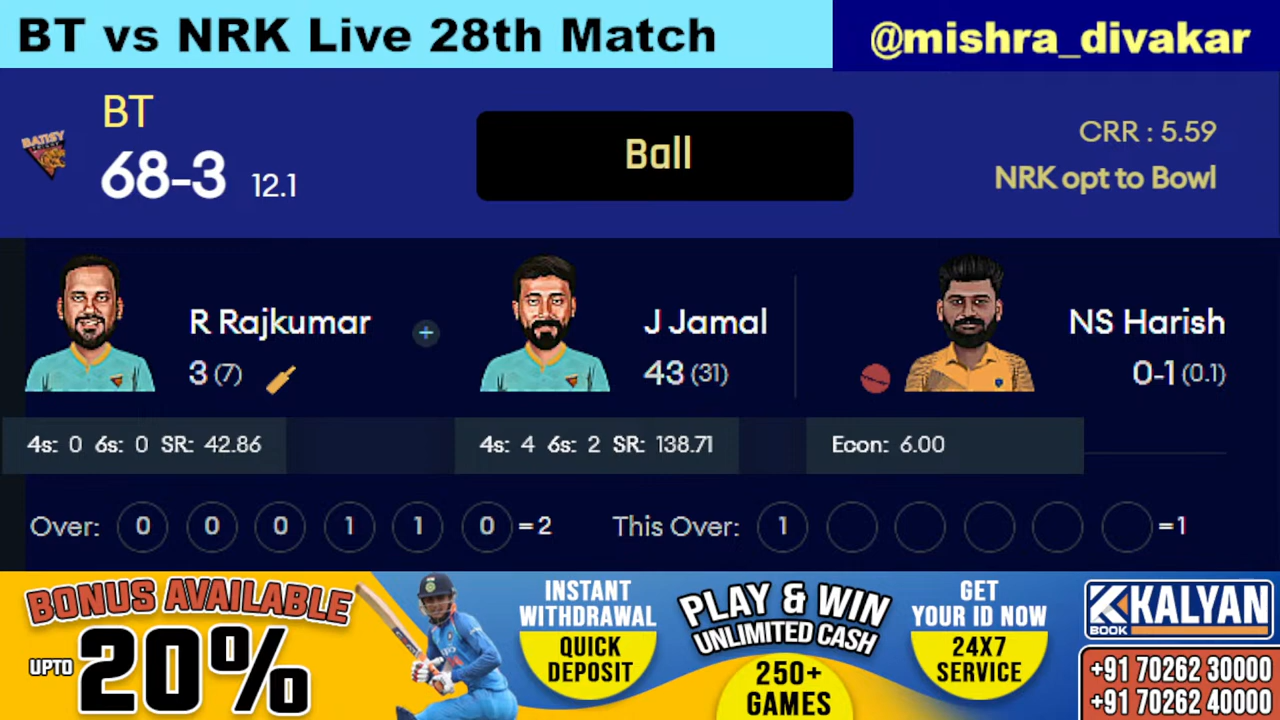 BT vs NRK Live 28th Match
@mishra_divakar
BATISY
BT
68-3 12.1
Ball
CRR : 5.59
NRK opt to Bowl
R Rajkumar
3 (7)
+
J Jamal
43 (31)
NS Harish
0-1 (0.1)
4s: 0 6s: 0 SR: 42.86
4s: 4 6s: 2 SR: 138.71
Econ: 6.00
Over: 0 0 0 1 1 0 =2
This Over: 1 =1
BONUS AVAILABLE
UPTO 20%
INSTANT
WITHDRAWAL
QUICK
DEPOSIT
PLAY & WIN
UNLIMITED CASH
250+
GAMES
GET
YOUR ID NOW
24X7
SERVICE
K KALYAN
BOOK
+91 70262 30000
+91 70262 40000